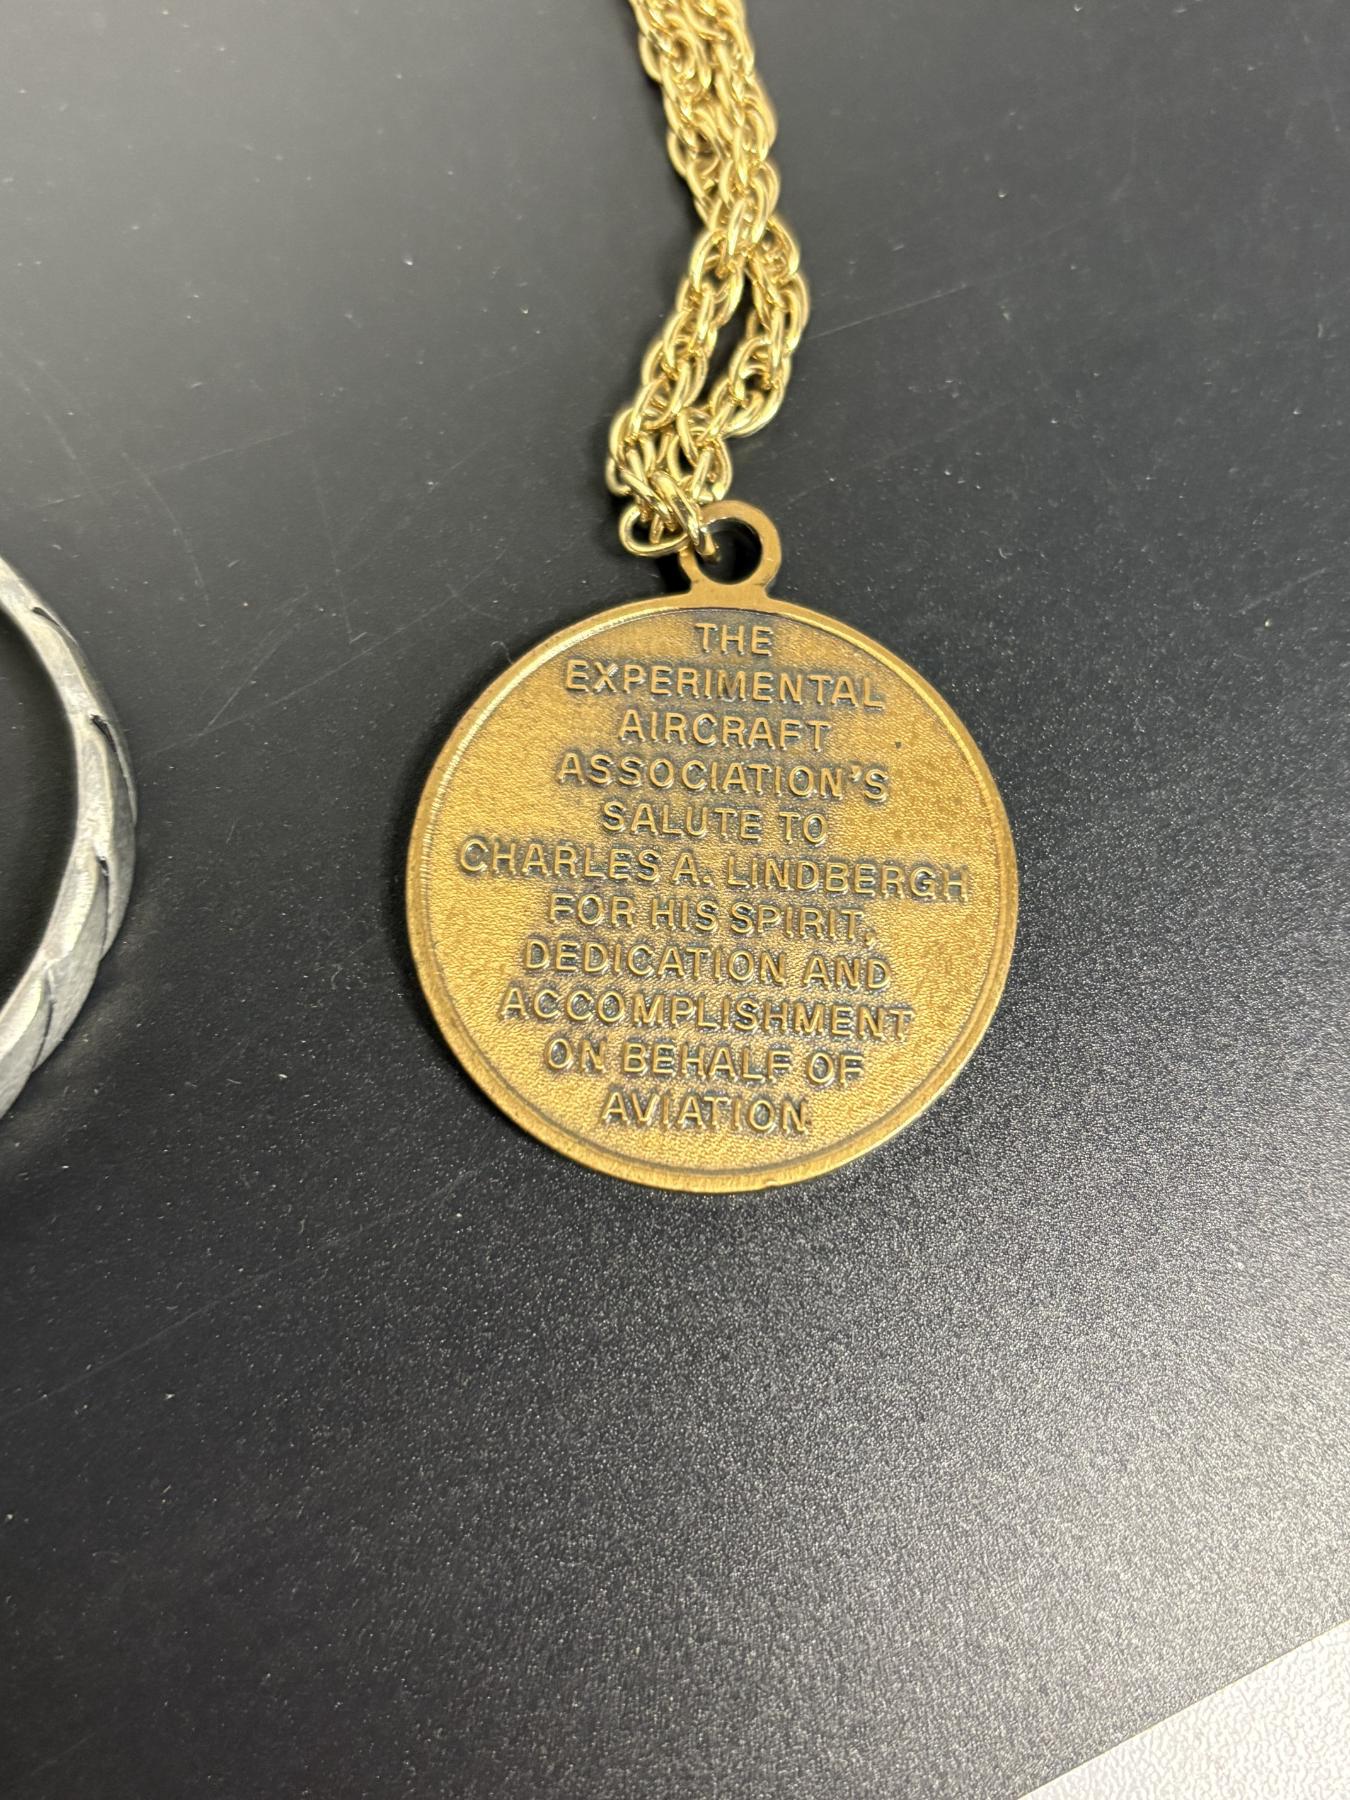 THE
EXPERIMENTAL
AIRCRAFT
ASSOCIATION'S
SALUTE TO
CHARLES A. LINDBERGH
FOR HIS SPIRIT,
DEDICATION AND
ACCOMPLISHMENT
ON BEHALF OF
AVIATION